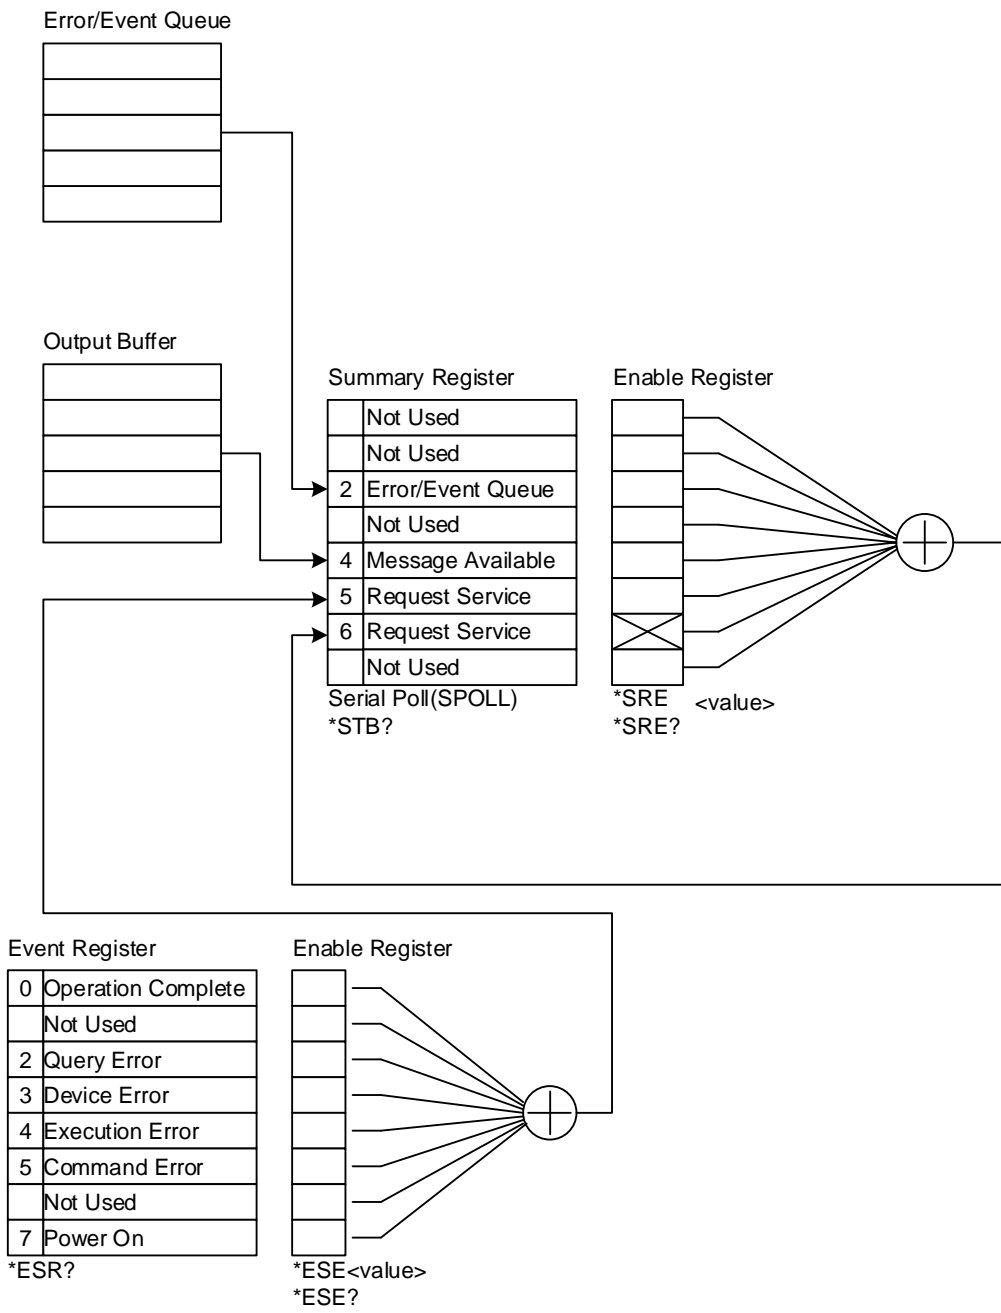 Error/Event Queue
Output Buffer
Summary Register
Not Used
Not Used
2 Error/Event Queue
Not Used
4 Message Available
5 Request Service
6 Request Service
Not Used
Serial Poll(SPOLL)
*STB?
Enable Register
*SRE <value>
*SRE?
Event Register
0 Operation Complete
Not Used
2 Query Error
3 Device Error
4 Execution Error
5 Command Error
Not Used
7 Power On
*ESR?
Enable Register
*ESE<value>
*ESE?